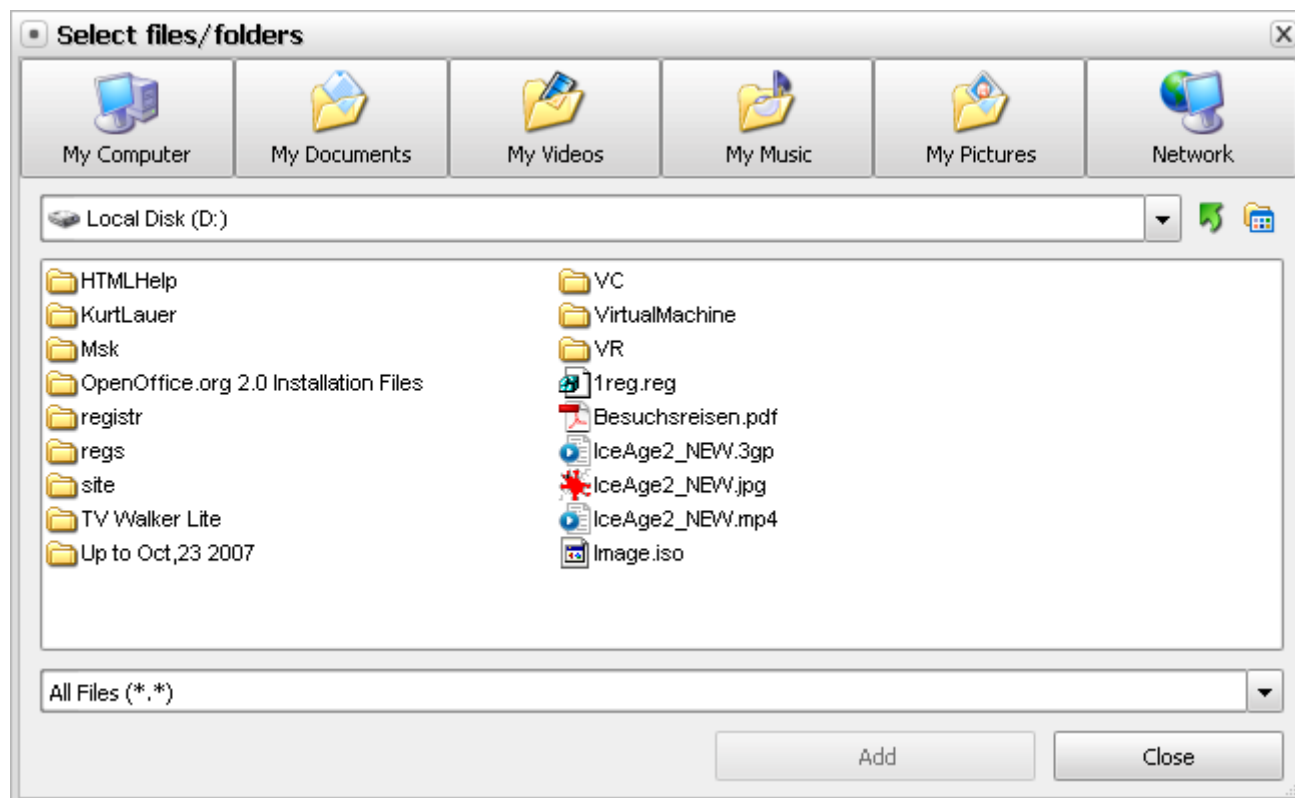 Select files/folders
My Computer
My Documents
My Videos
My Music
My Pictures
Network
Local Disk (D:)
HTMLHelp
KurtLauer
Msk
OpenOffice.org 2.0 Installation Files
registr
regs
site
TV Walker Lite
Up to Oct,23 2007
VC
VirtualMachine
VR
1reg.reg
Besuchsreisen.pdf
IceAge2_NEW.3gp
IceAge2_NEW.jpg
IceAge2_NEW.mp4
Image.iso
All Files (*.*)
Add
Close